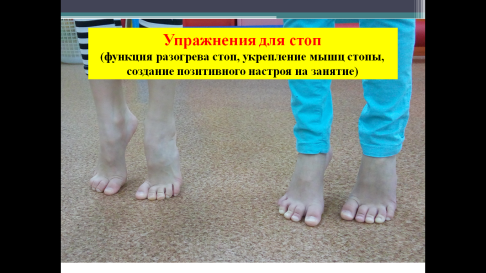 Упражнения для стоп
(функция разогрева стоп, укрепление мышц стопы,
создание позитивного настроя на занятие)